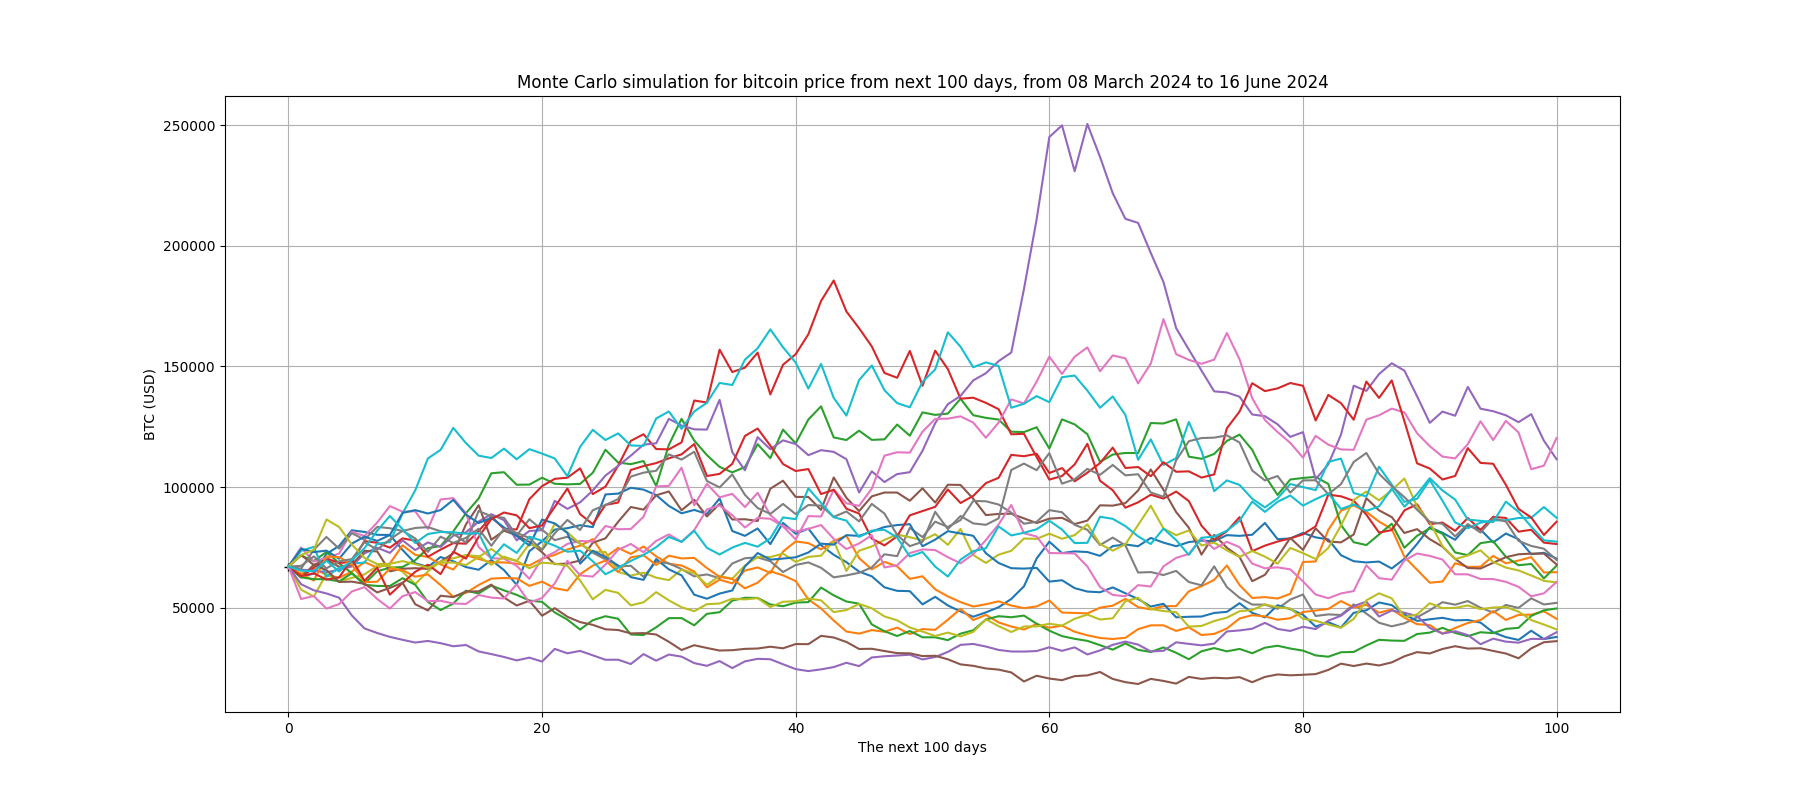 Monte Carlo simulation for bitcoin price from next 100 days, from 08 March 2024 to 16 June 2024
250000
200000
150000
100000
50000
BTC (USD)
0 20 40 60 80 100
The next 100 days